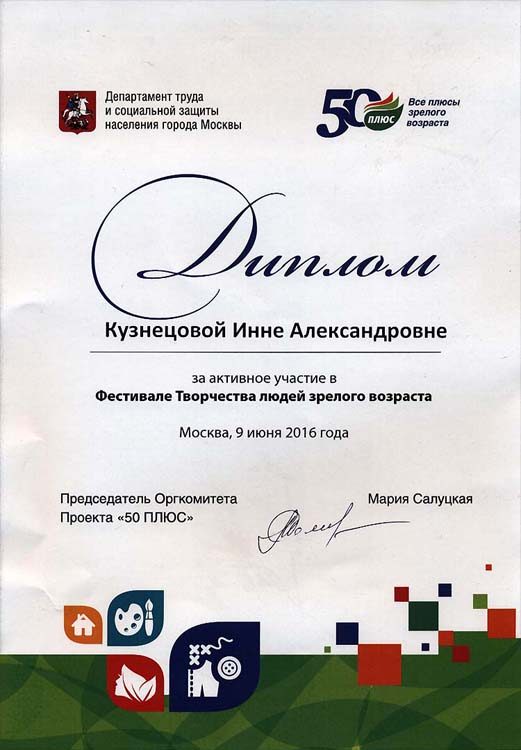 Департамент труда
и социальной защиты
населения города Москвы
50 ПЛЮС
Все плюсы
зрелого
возраста
Диплом
Кузнецовой Инне Александровне
за активное участие в
Фестивале Творчества людей зрелого возраста
Москва, 9 июня 2016 года
Председатель Оргкомитета
Проекта «50 ПЛЮС»
Мария Салуцкая